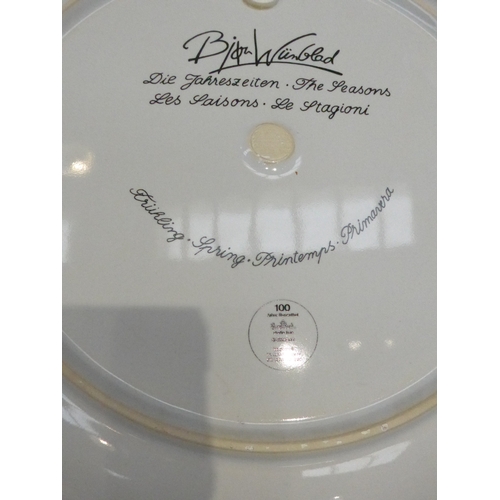 Bjørn Wiinblad
Die Jahreszeiten · The Seasons
Les Saisons · Le Stagioni
Frühling · Spring · Printemps · Primavera
100